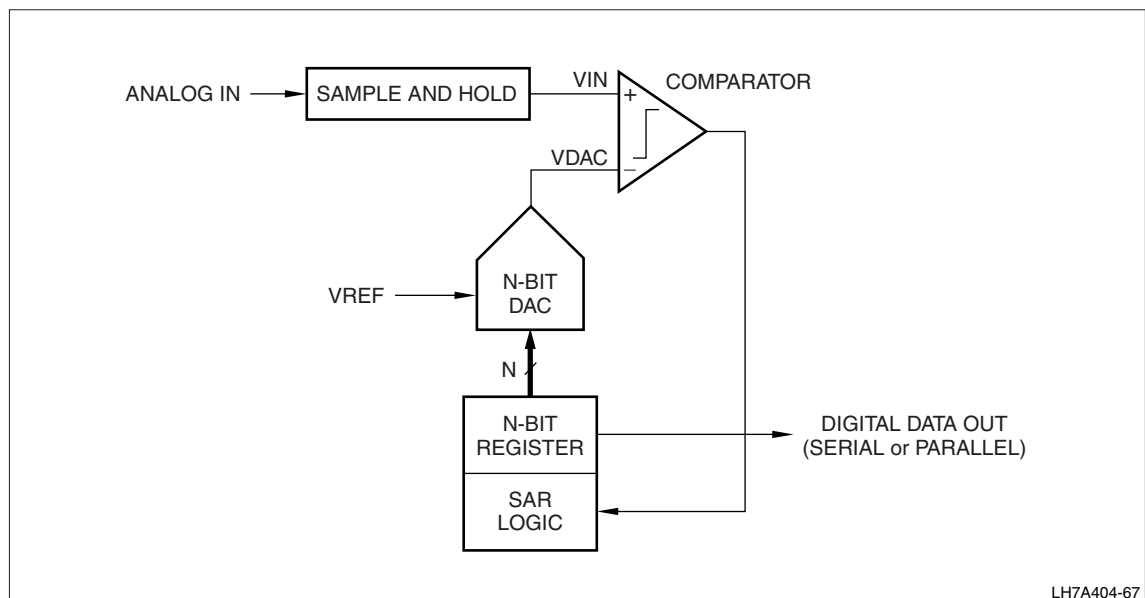 ANALOG IN
SAMPLE AND HOLD
VIN
COMPARATOR
+
VDAC
–
N-BIT
DAC
VREF
N
N-BIT
REGISTER
DIGITAL DATA OUT
(SERIAL or PARALLEL)
SAR
LOGIC
LH7A404-67